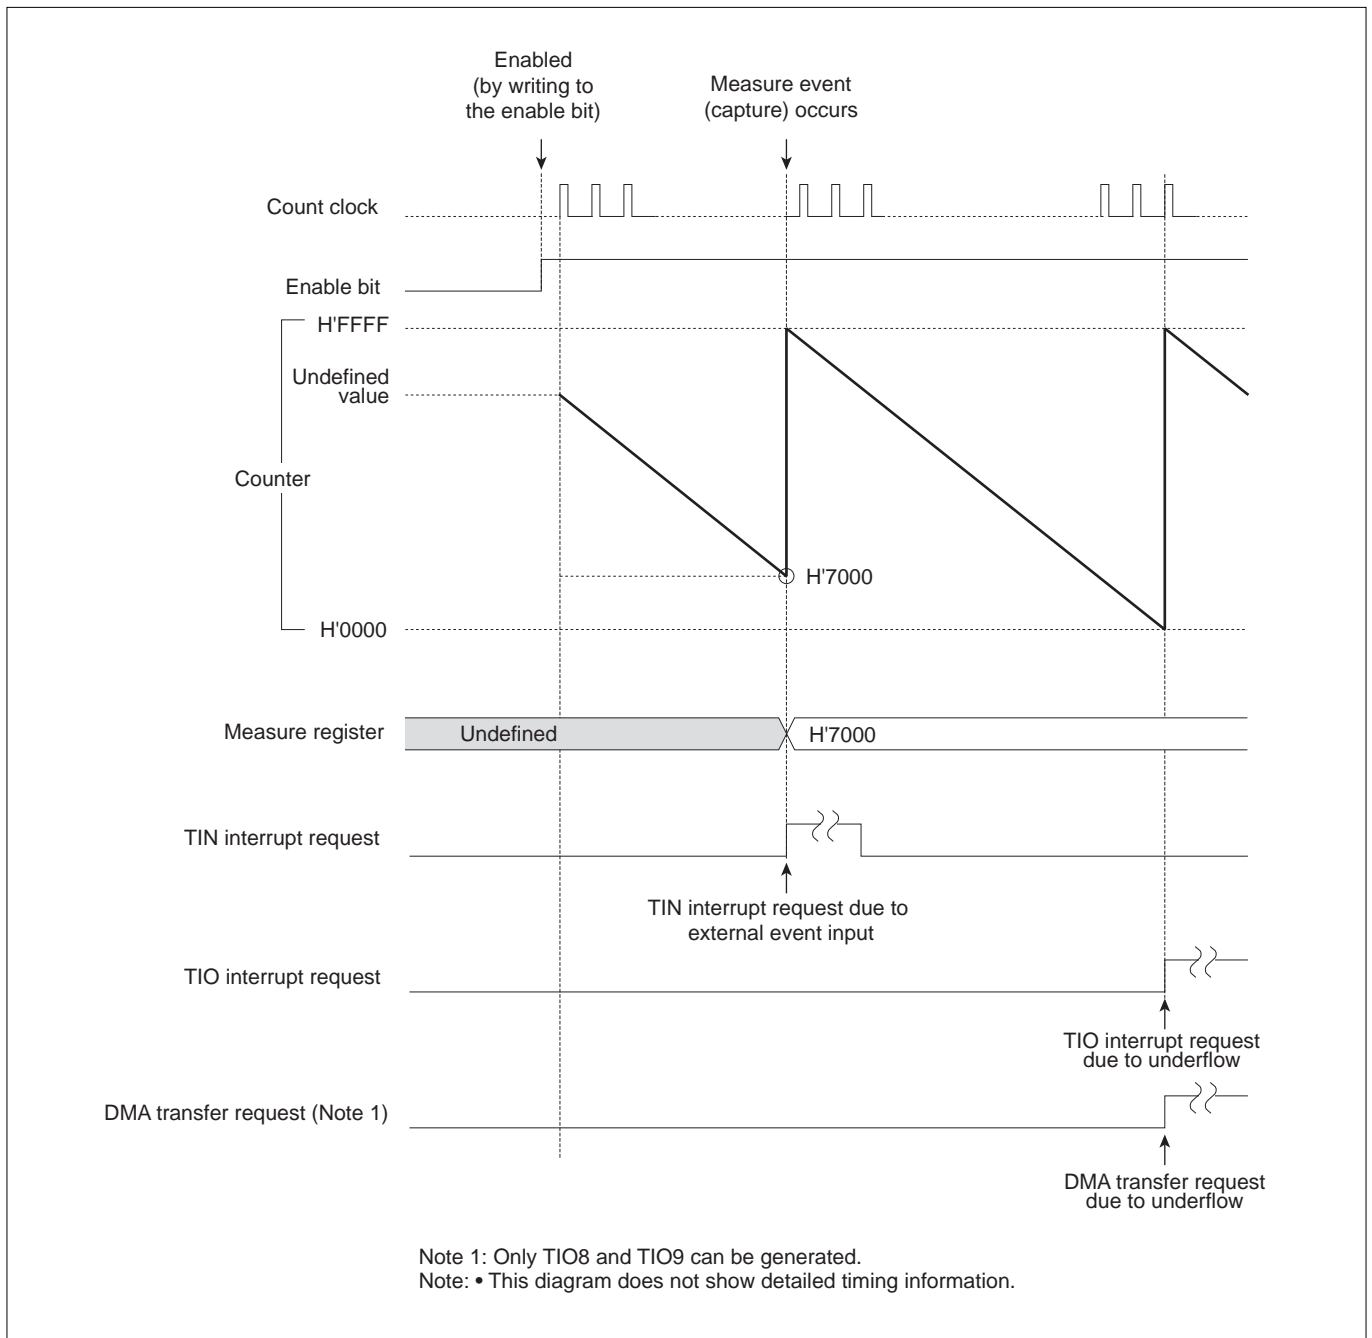 Enabled
(by writing to
the enable bit)
Measure event
(capture) occurs
Count clock
Enable bit
H'FFFF
Undefined
value
Counter
H'7000
H'0000
Measure register
Undefined
H'7000
TIN interrupt request
TIN interrupt request due to
external event input
TIO interrupt request
TIO interrupt request
due to underflow
DMA transfer request (Note 1)
DMA transfer request
due to underflow
Note 1: Only TIO8 and TIO9 can be generated.
Note: • This diagram does not show detailed timing information.